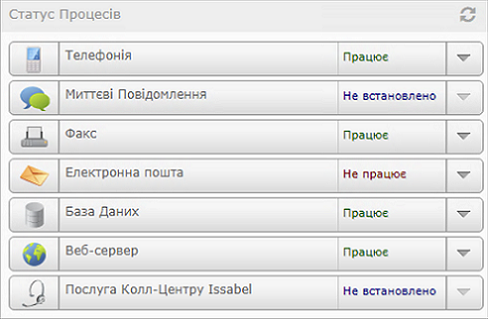 Статус Процесів
Телефонія Працює
Миттєві Повідомлення Не встановлено
Факс Працює
Електронна пошта Не працює
База Даних Працює
Веб-сервер Працює
Послуга Колл-Центру Issabel Не встановлено